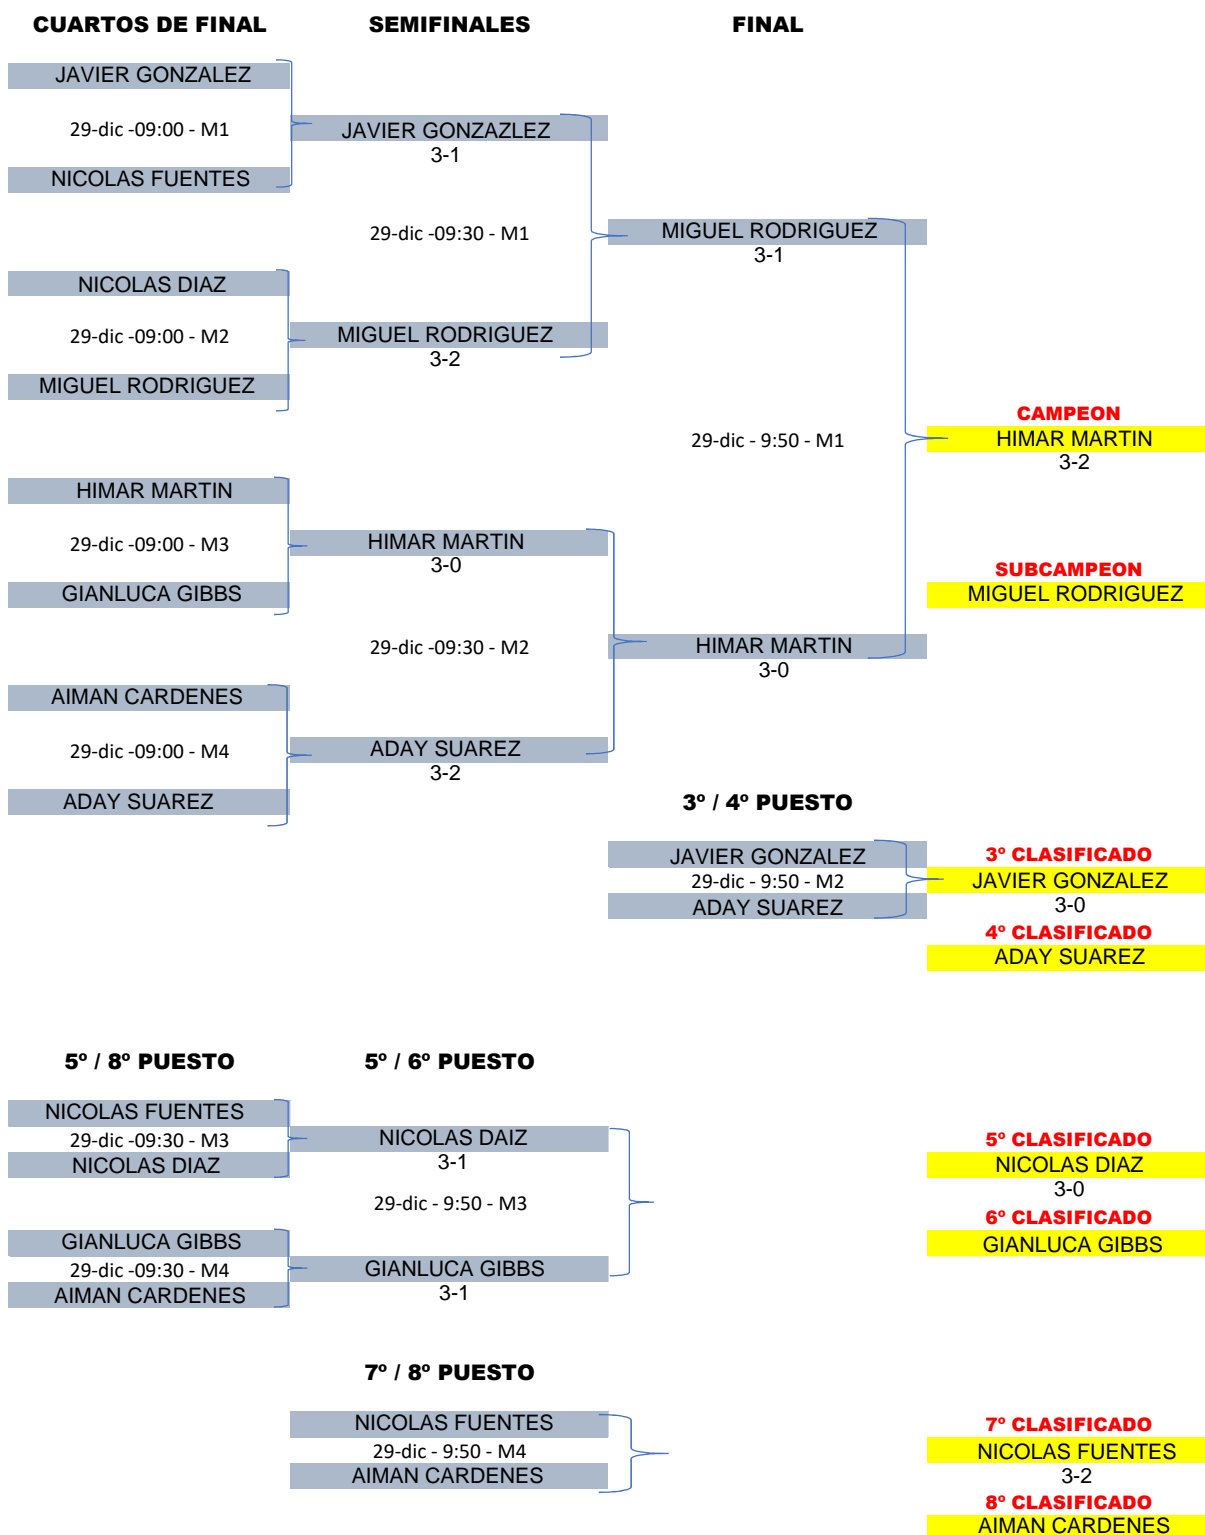 CUARTOS DE FINAL SEMIFINALES FINAL
JAVIER GONZALEZ
29-dic -09:00 - M1 JAVIER GONZAZLEZ
3-1
NICOLAS FUENTES
29-dic -09:30 - M1 MIGUEL RODRIGUEZ
3-1
NICOLAS DIAZ
29-dic -09:00 - M2 MIGUEL RODRIGUEZ
3-2
MIGUEL RODRIGUEZ
CAMPEON
29-dic - 9:50 - M1 HIMAR MARTIN
3-2
HIMAR MARTIN
29-dic -09:00 - M3 HIMAR MARTIN
3-0
SUBCAMPEON
GIANLUCA GIBBS MIGUEL RODRIGUEZ
29-dic -09:30 - M2 HIMAR MARTIN
3-0
AIMAN CARDENES
29-dic -09:00 - M4 ADAY SUAREZ
3-2
ADAY SUAREZ 3º / 4º PUESTO
JAVIER GONZALEZ 3º CLASIFICADO
29-dic - 9:50 - M2 JAVIER GONZALEZ
ADAY SUAREZ 3-0
4º CLASIFICADO
ADAY SUAREZ
5º / 8º PUESTO 5º / 6º PUESTO
NICOLAS FUENTES
29-dic -09:30 - M3 NICOLAS DAIZ 5º CLASIFICADO
NICOLAS DIAZ 3-1 NICOLAS DIAZ
3-0
29-dic - 9:50 - M3 6º CLASIFICADO
GIANLUCA GIBBS GIANLUCA GIBBS
29-dic -09:30 - M4 GIANLUCA GIBBS
AIMAN CARDENES 3-1
7º / 8º PUESTO
NICOLAS FUENTES 7º CLASIFICADO
29-dic - 9:50 - M4 NICOLAS FUENTES
AIMAN CARDENES 3-2
8º CLASIFICADO
AIMAN CARDENES